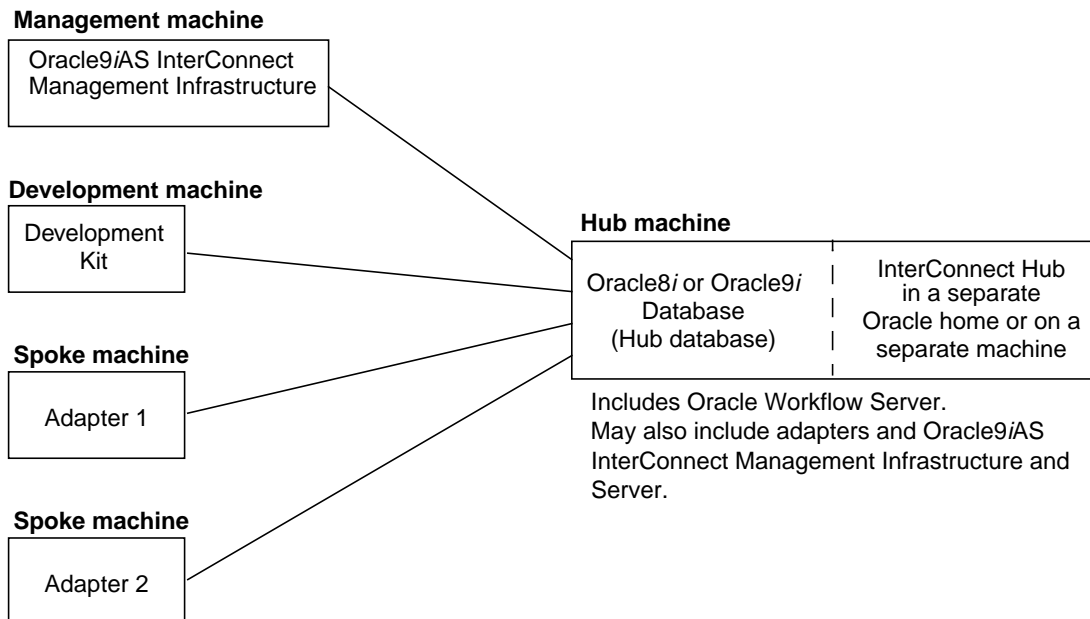 Management machine
Oracle9iAS InterConnect
Management Infrastructure
Development machine
Development
Kit
Spoke machine
Adapter 1
Spoke machine
Adapter 2
Hub machine
Oracle8i or Oracle9i
Database
(Hub database)
InterConnect Hub
in a separate
Oracle home or on a
separate machine
Includes Oracle Workflow Server.
May also include adapters and Oracle9iAS
InterConnect Management Infrastructure and
Server.